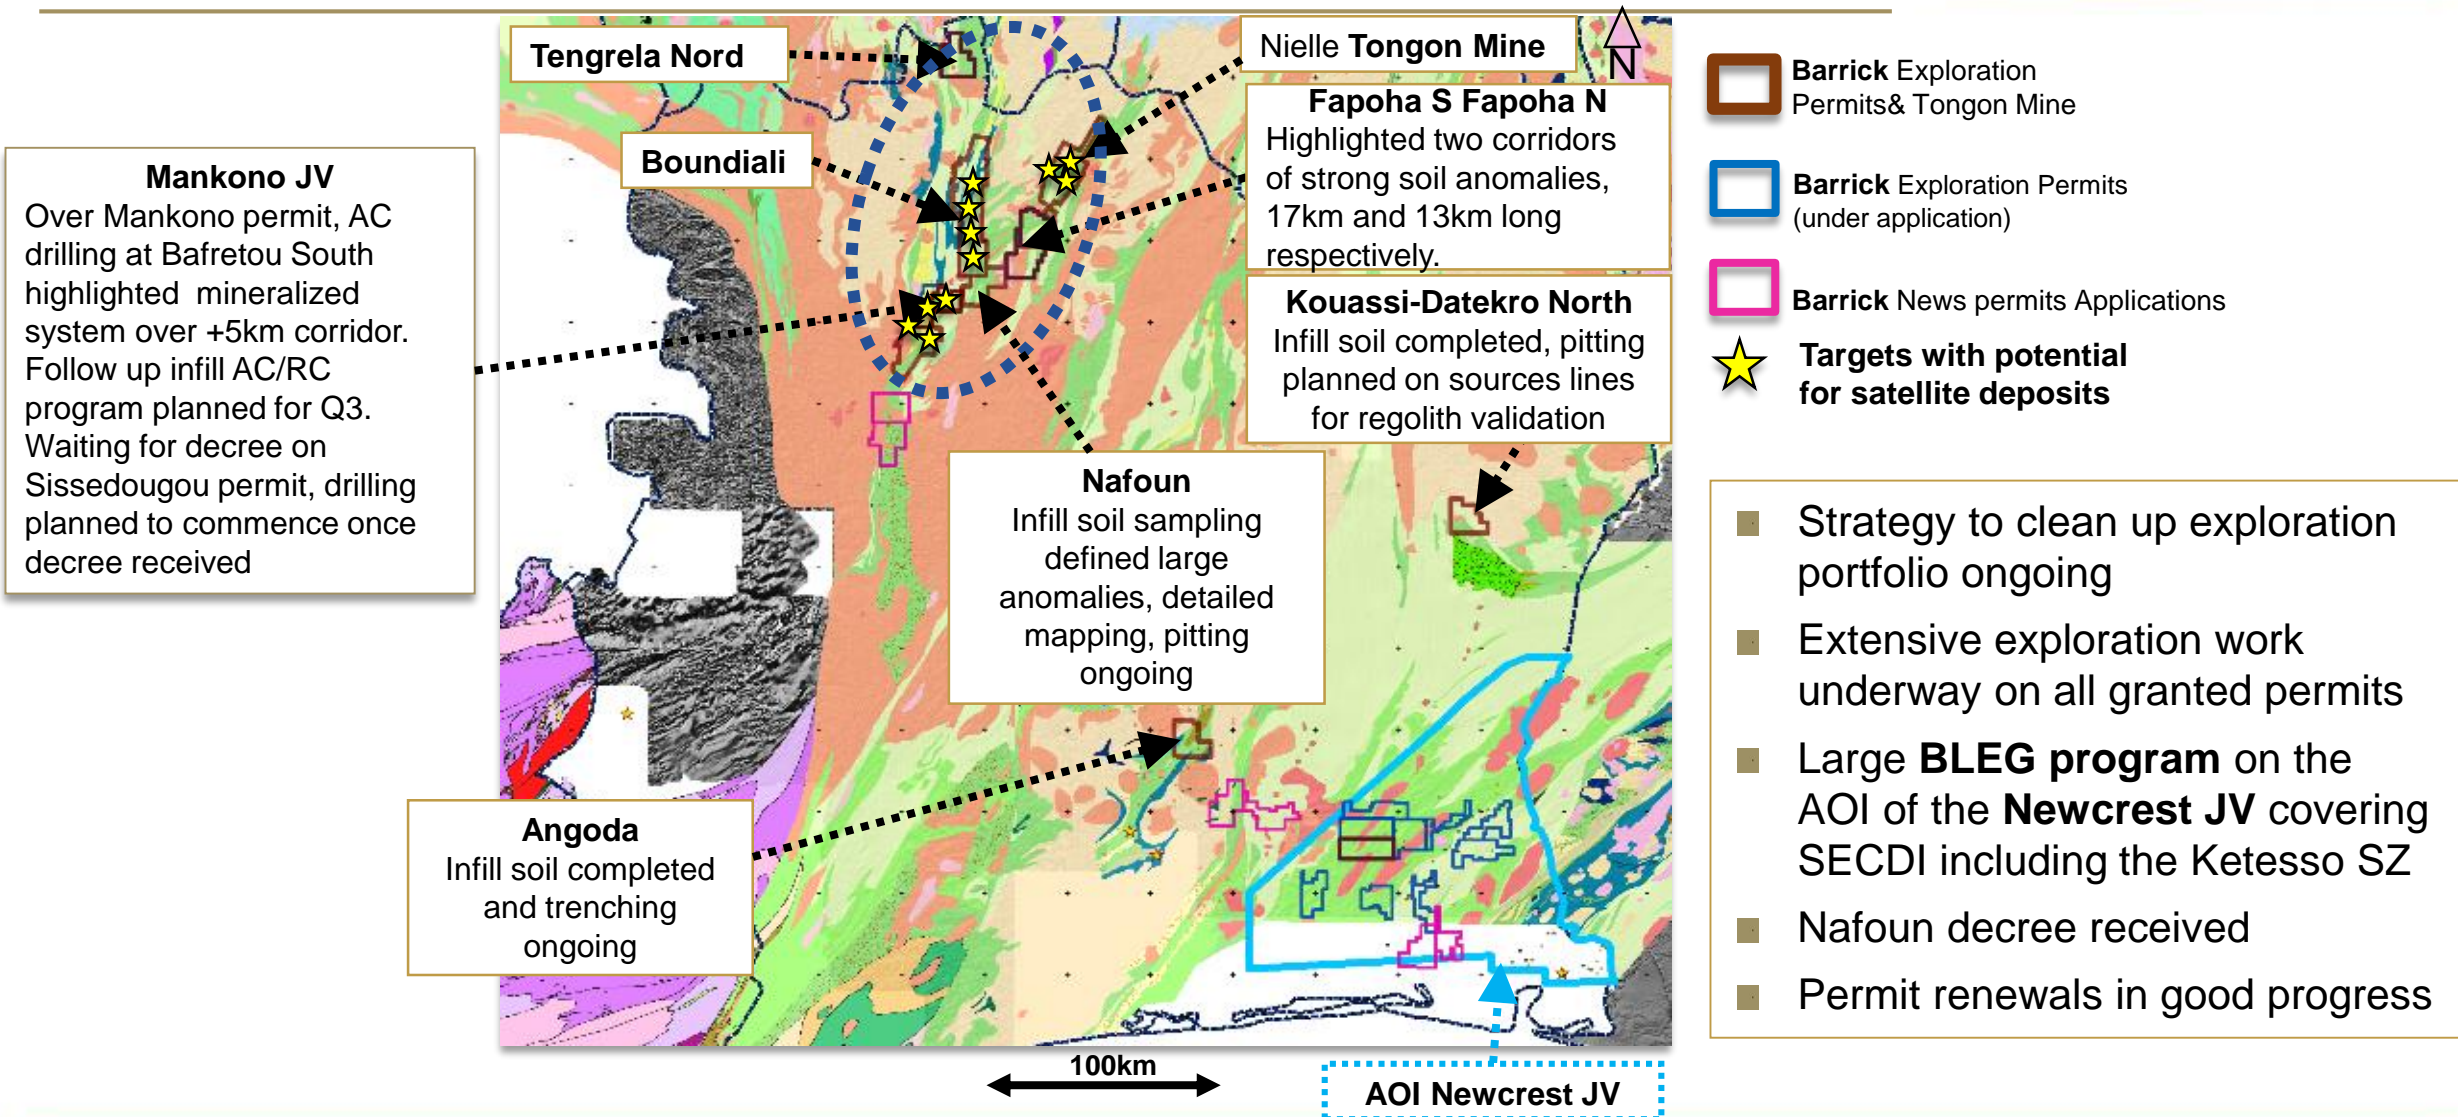 Tengrela Nord
Nielle Tongon Mine
N
Fapoha S Fapoha N
Highlighted two corridors
of strong soil anomalies,
17km and 13km long
respectively.
Boundiali
Mankono JV
Over Mankono permit, AC
drilling at Bafretou South
highlighted mineralized
system over +5km corridor.
Follow up infill AC/RC
program planned for Q3.
Waiting for decree on
Sissedougou permit, drilling
planned to commence once
decree received
Kouassi-Datekro North
Infill soil completed, pitting
planned on sources lines
for regolith validation
Nafoun
Infill soil sampling
defined large
anomalies, detailed
mapping, pitting
ongoing
Angoda
Infill soil completed
and trenching
ongoing
100km
AOI Newcrest JV
Barrick Exploration
Permits& Tongon Mine
Barrick Exploration Permits
(under application)
Barrick News permits Applications
Targets with potential
for satellite deposits
Strategy to clean up exploration
portfolio ongoing
Extensive exploration work
underway on all granted permits
Large BLEG program on the
AOI of the Newcrest JV covering
SECDI including the Ketesso SZ
Nafoun decree received
Permit renewals in good progress